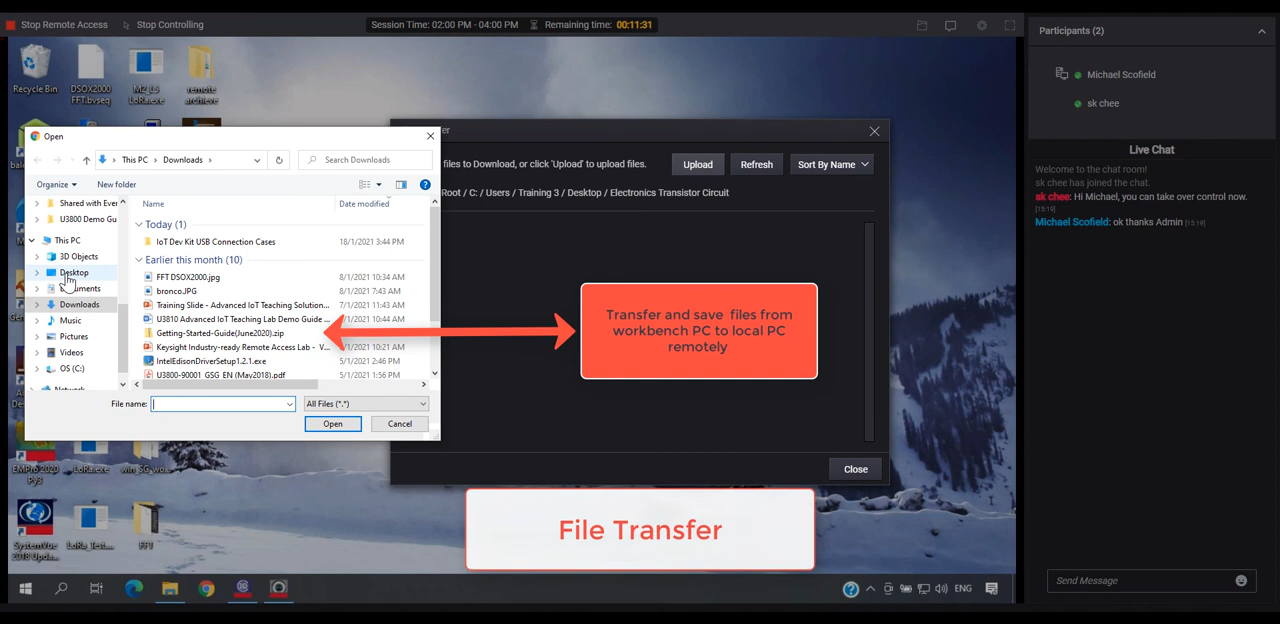 Stop Remote Access
Stop Controlling
Session Time: 02:00 PM - 04:00 PM
Remaining time: 00:11:31
Participants (2)
Michael Scofield
sk chee
Live Chat
Welcome to the chat room!
sk chee has joined the chat.
sk chee: Hi Michael, you can take over control now.
[15:19]
Michael Scofield: ok thanks Admin [15:19]
Send Message
Recycle Bin
DSOX2000
FFT.bvseq
M2_L5
LoRa.exe
remote
archieve
Open
This PC > Downloads >
Search Downloads
Organize
New folder
Name
Date modified
Shared with Ever
U3800 Demo Gu
This PC
3D Objects
Desktop
Downloads
Music
Pictures
Videos
OS (C:)
Network
Today (1)
IoT Dev Kit USB Connection Cases 18/1/2021 3:44 PM
Earlier this month (10)
FFT DSOX2000.jpg 8/1/2021 10:34 AM
bronco.JPG 8/1/2021 7:43 AM
Training Slide - Advanced IoT Teaching Solution... 7/1/2021 11:43 AM
U3810 Advanced IoT Teaching Lab Demo Guide ... /1/2021 10:44 AM
Getting-Started-Guide(June2020).zip
Keysight Industry-ready Remote Access Lab - V... /1/2021 10:21 AM
IntelEdisonDriverSetup1.2.1.exe 5/1/2021 2:46 PM
U3800-90001_GSG_EN (May2018).pdf 5/1/2021 1:56 PM
File name:
All Files (*.*)
Open
Cancel
er
files to Download, or click 'Upload' to upload files.
Upload
Refresh
Sort By Name
Root / C: / Users / Training 3 / Desktop / Electronics Transistor Circuit
Transfer and save files from
workbench PC to local PC
remotely
Close
File Transfer
EMPro 2020
Py3
LoRa.exe
win_SG_wo...
SystemVue
2018 Upda...
LoRa_Test....
FFT
ENG